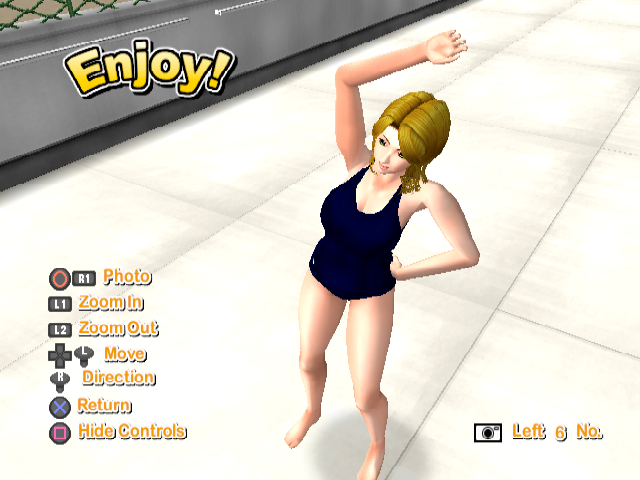 Enjoy!
R1 Photo
L1 Zoom In
L2 Zoom Out
L Move
R Direction
Return
Hide Controls
Left 6 No.